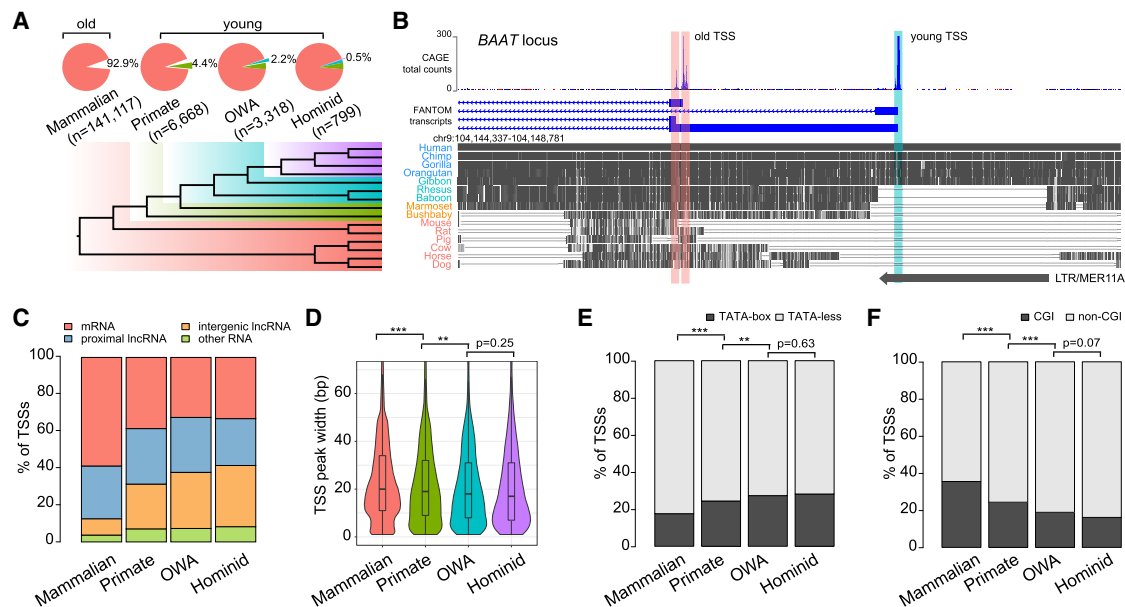 A
old
young
92.9%
4.4%
2.2%
0.5%
Mammalian
(n=141,117)
Primate
(n=6,668)
OWA
(n=3,318)
Hominid
(n=799)
B
BAAT locus
old TSS
young TSS
300
CAGE
total counts
0
FANTOM
transcripts
chr9:104,144,337-104,148,781
Human
Chimp
Gorilla
Orangutan
Gibbon
Rhesus
Baboon
Marmoset
Bushbaby
Mouse
Rat
Pig
Cow
Horse
Dog
LTR/MER11A
C
mRNA
proximal lncRNA
intergenic lncRNA
other RNA
% of TSSs
100
80
60
40
20
0
Mammalian
Primate
OWA
Hominid
D
***
**
p=0.25
TSS peak width (bp)
60
40
20
0
Mammalian
Primate
OWA
Hominid
E
TATA-box
TATA-less
***
**
p=0.63
% of TSSs
100
80
60
40
20
0
Mammalian
Primate
OWA
Hominid
F
CGI
non-CGI
***
***
p=0.07
% of TSSs
100
80
60
40
20
0
Mammalian
Primate
OWA
Hominid